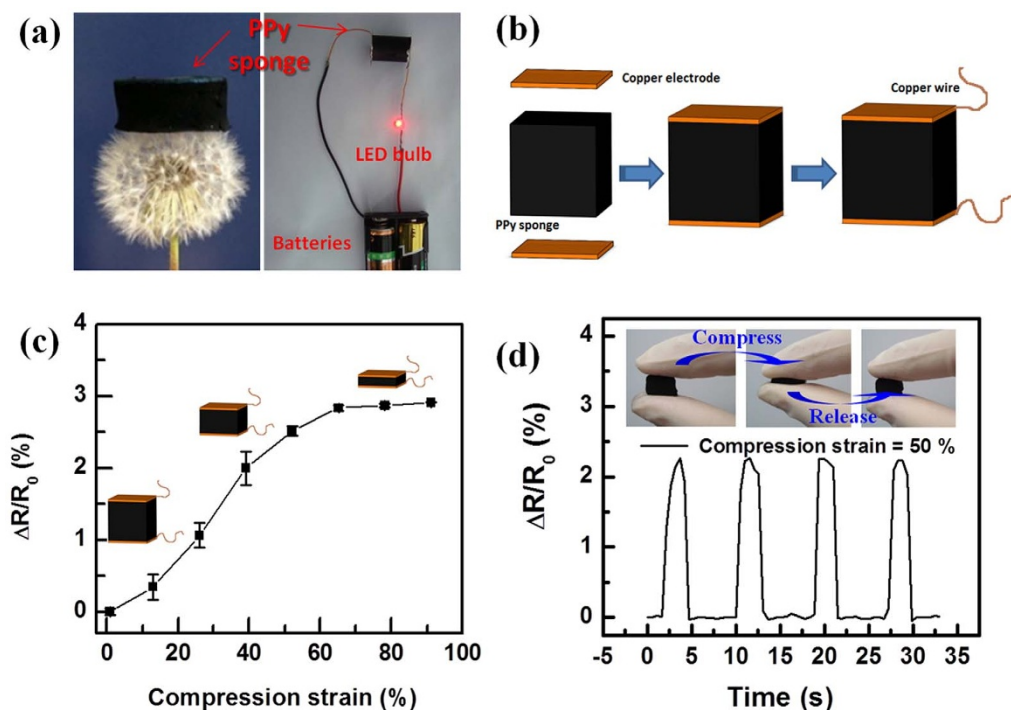 (a)
PPy
sponge
LED bulb
Batteries
(b)
Copper electrode
Copper wire
PPy sponge
(c)
ΔR/R0 (%)
4
3
2
1
0
0 20 40 60 80 100
Compression strain (%)
(d)
ΔR/R0 (%)
4
3
2
1
0
Compress
Release
Compression strain = 50 %
-5 0 5 10 15 20 25 30 35
Time (s)